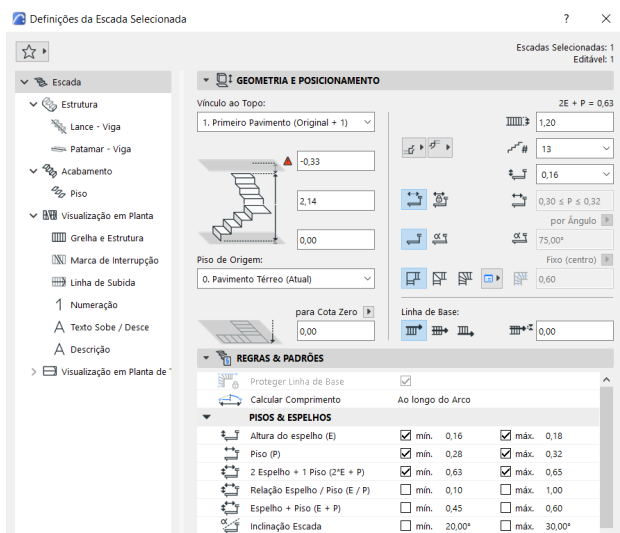 Definições da Escada Selecionada
?
Escadas Selecionadas: 1
Editável: 1
Escada
Estrutura
Lance - Viga
Patamar - Viga
Acabamento
Piso
Visualização em Planta
Grelha e Estrutura
Marca de Interrupção
Linha de Subida
Numeração
Texto Sobe / Desce
Descrição
Visualização em Planta de
GEOMETRIA E POSICIONAMENTO
Vínculo ao Topo:
1. Primeiro Pavimento (Original + 1)
-0,33
2,14
0,00
Piso de Origem:
0. Pavimento Térreo (Atual)
para Cota Zero
0,00
2E + P = 0,63
1,20
# 13
0,16
0,30 ≤ P ≤ 0,32
por Ângulo
α α α 75,00°
Fixo (centro)
0,60
Linha de Base:
0,00
REGRAS & PADRÕES
Proteger Linha de Base
Calcular Comprimento Ao longo do Arco
PISOS & ESPELHOS
Altura do espelho (E) mín. 0,16 máx. 0,18
Piso (P) mín. 0,28 máx. 0,32
2 Espelho + 1 Piso (2*E + P) mín. 0,63 máx. 0,65
Relação Espelho / Piso (E / P) mín. 0,10 máx. 1,00
Espelho + Piso (E + P) mín. 0,45 máx. 0,60
Inclinação Escada mín. 20,00° máx. 30,00°